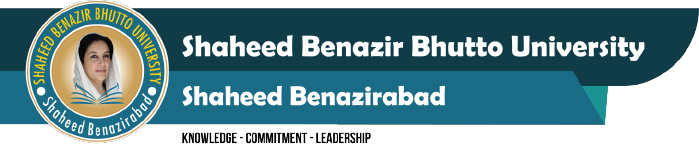 SHAHEED BENAZIR BHUTTO UNIVERSITY
Shaheed Benazirabad
Shaheed Benazir Bhutto University
Shaheed Benazirabad
KNOWLEDGE - COMMITMENT - LEADERSHIP